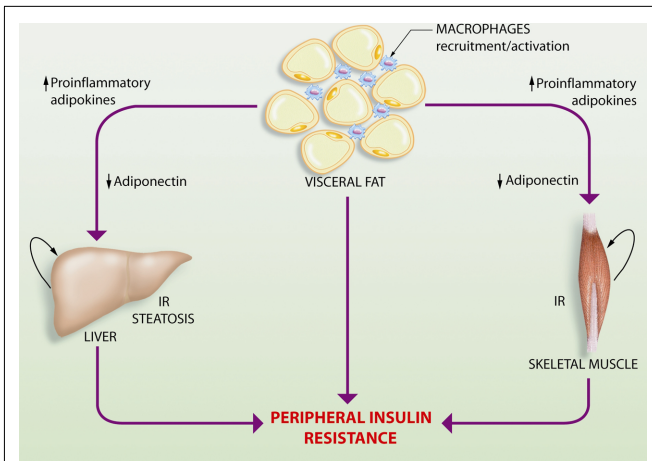 MACROPHAGES
recruitment/activation
Proinflammatory
adipokines
Proinflammatory
adipokines
Adiponectin
VISCERAL FAT
Adiponectin
IR
STEATOSIS
LIVER
IR
SKELETAL MUSCLE
PERIPHERAL INSULIN
RESISTANCE